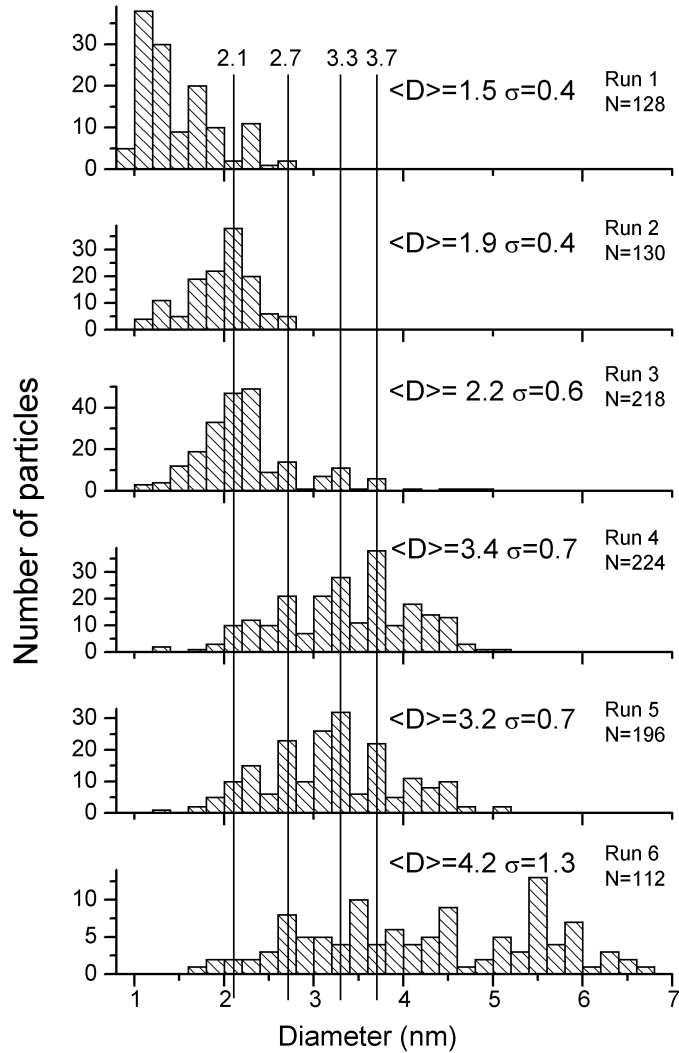 Number of particles
2.1 2.7 3.3 3.7
30
20
10
0
<D>=1.5 σ=0.4
Run 1
N=128
30
20
10
0
<D>=1.9 σ=0.4
Run 2
N=130
40
20
0
<D>= 2.2 σ=0.6
Run 3
N=218
30
20
10
0
<D>=3.4 σ=0.7
Run 4
N=224
30
20
10
0
<D>=3.2 σ=0.7
Run 5
N=196
10
5
0
<D>=4.2 σ=1.3
Run 6
N=112
1 2 3 4 5 6 7
Diameter (nm)